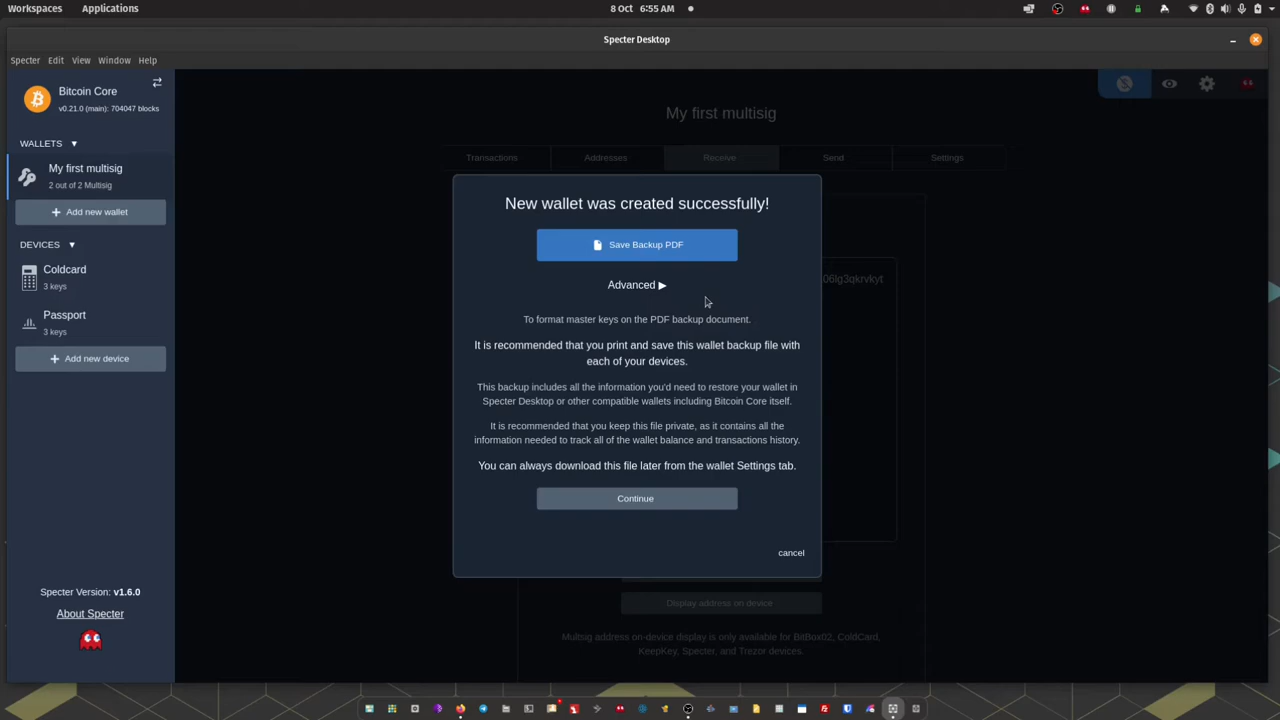 Workspaces
Applications
8 Oct 6:55 AM
Specter Desktop
Specter Edit View Window Help
Bitcoin Core
v0.21.0 (main): 704047 blocks
WALLETS ▼
My first multisig
2 out of 2 Multisig
+ Add new wallet
DEVICES ▼
Coldcard
3 keys
Passport
3 keys
+ Add new device
Specter Version: v1.6.0
About Specter
My first multisig
Transactions
Addresses
Receive
Send
Settings
06lg3qkrvkyt
New wallet was created successfully!
Save Backup PDF
Advanced ▶
To format master keys on the PDF backup document.
It is recommended that you print and save this wallet backup file with
each of your devices.
This backup includes all the information you'd need to restore your wallet in
Specter Desktop or other compatible wallets including Bitcoin Core itself.
It is recommended that you keep this file private, as it contains all the
information needed to track all of the wallet balance and transactions history.
You can always download this file later from the wallet Settings tab.
Continue
cancel
Display address on device
Multsig address on-device display is only available for BitBox02, ColdCard,
KeepKey, Specter, and Trezor devices.